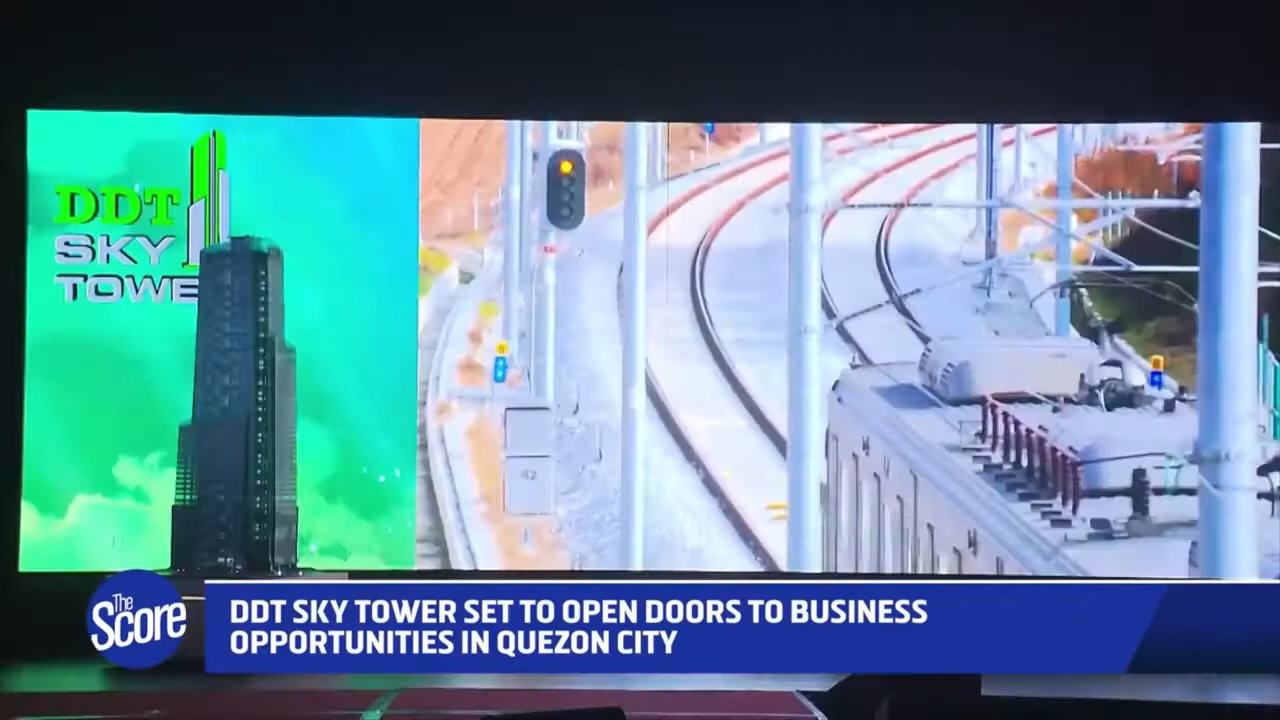 DDT
SKY
TOWE
42
The
Score
DDT SKY TOWER SET TO OPEN DOORS TO BUSINESS
OPPORTUNITIES IN QUEZON CITY